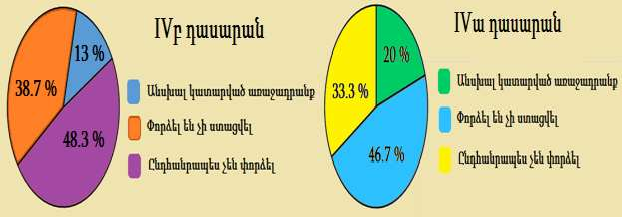 IVբ դասարան
13 %
38.7 %
48.3 %
Անսխալ կատարված առաջադրանք
Փորձել են չի ստացվել
Ընդհանրապես չեն փորձել
IVա դասարան
20 %
33.3 %
46.7 %
Անսխալ կատարված առաջադրանք
Փորձել են չի ստացվել
Ընդհանրապես չեն փորձել